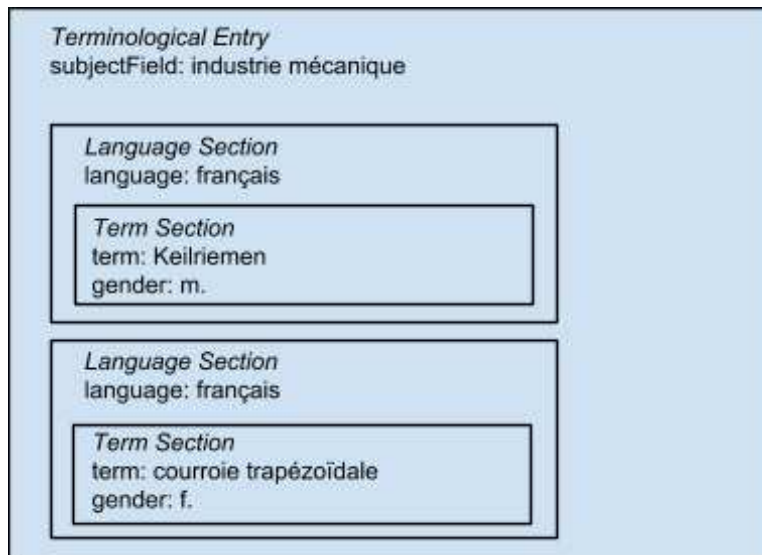 Terminological Entry
subjectField: industrie mécanique
Language Section
language: français
Term Section
term: Keilriemen
gender: m.
Language Section
language: français
Term Section
term: courroie trapézoïdale
gender: f.